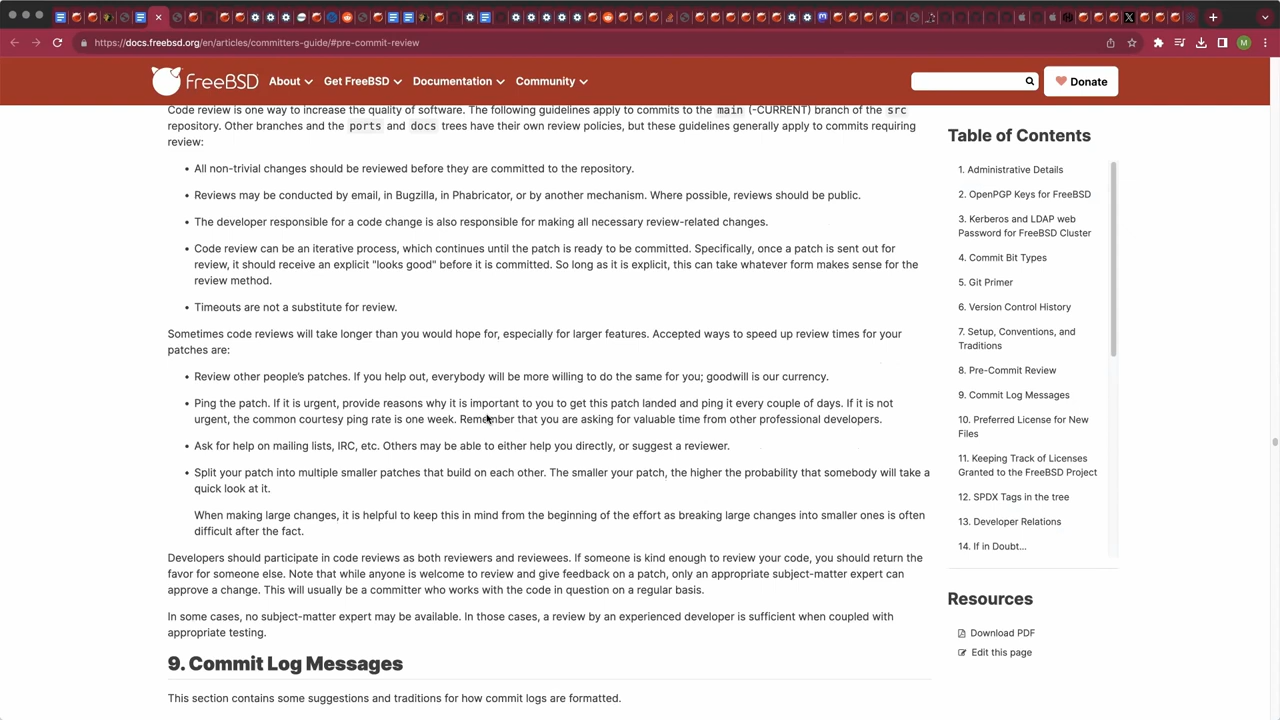 https://docs.freebsd.org/en/articles/committers-guide/#pre-commit-review
M
FreeBSD
About
Get FreeBSD
Documentation
Community
Donate
Code review is one way to increase the quality of software. The following guidelines apply to commits to the main (-CURRENT) branch of the src
repository. Other branches and the ports and docs trees have their own review policies, but these guidelines generally apply to commits requiring
review:
• All non-trivial changes should be reviewed before they are committed to the repository.
• Reviews may be conducted by email, in Bugzilla, in Phabricator, or by another mechanism. Where possible, reviews should be public.
• The developer responsible for a code change is also responsible for making all necessary review-related changes.
• Code review can be an iterative process, which continues until the patch is ready to be committed. Specifically, once a patch is sent out for
review, it should receive an explicit "looks good" before it is committed. So long as it is explicit, this can take whatever form makes sense for the
review method.
• Timeouts are not a substitute for review.
Sometimes code reviews will take longer than you would hope for, especially for larger features. Accepted ways to speed up review times for your
patches are:
• Review other people's patches. If you help out, everybody will be more willing to do the same for you; goodwill is our currency.
• Ping the patch. If it is urgent, provide reasons why it is important to you to get this patch landed and ping it every couple of days. If it is not
urgent, the common courtesy ping rate is one week. Remember that you are asking for valuable time from other professional developers.
• Ask for help on mailing lists, IRC, etc. Others may be able to either help you directly, or suggest a reviewer.
• Split your patch into multiple smaller patches that build on each other. The smaller your patch, the higher the probability that somebody will take a
quick look at it.
When making large changes, it is helpful to keep this in mind from the beginning of the effort as breaking large changes into smaller ones is often
difficult after the fact.
Developers should participate in code reviews as both reviewers and reviewees. If someone is kind enough to review your code, you should return the
favor for someone else. Note that while anyone is welcome to review and give feedback on a patch, only an appropriate subject-matter expert can
approve a change. This will usually be a committer who works with the code in question on a regular basis.
In some cases, no subject-matter expert may be available. In those cases, a review by an experienced developer is sufficient when coupled with
appropriate testing.
9. Commit Log Messages
This section contains some suggestions and traditions for how commit logs are formatted.
Table of Contents
1. Administrative Details
2. OpenPGP Keys for FreeBSD
3. Kerberos and LDAP web
Password for FreeBSD Cluster
4. Commit Bit Types
5. Git Primer
6. Version Control History
7. Setup, Conventions, and
Traditions
8. Pre-Commit Review
9. Commit Log Messages
10. Preferred License for New
Files
11. Keeping Track of Licenses
Granted to the FreeBSD Project
12. SPDX Tags in the tree
13. Developer Relations
14. If in Doubt…
Resources
Download PDF
Edit this page